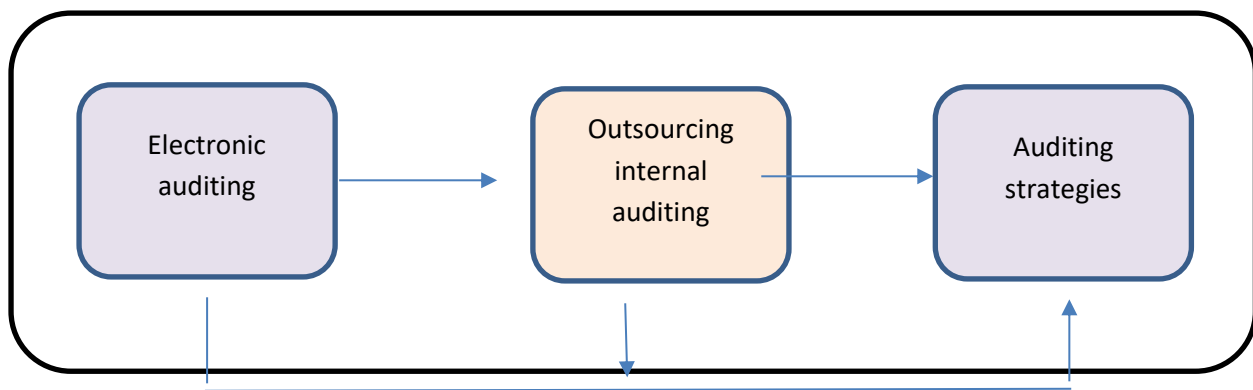 Electronic
auditing
Outsourcing
internal
auditing
Auditing
strategies